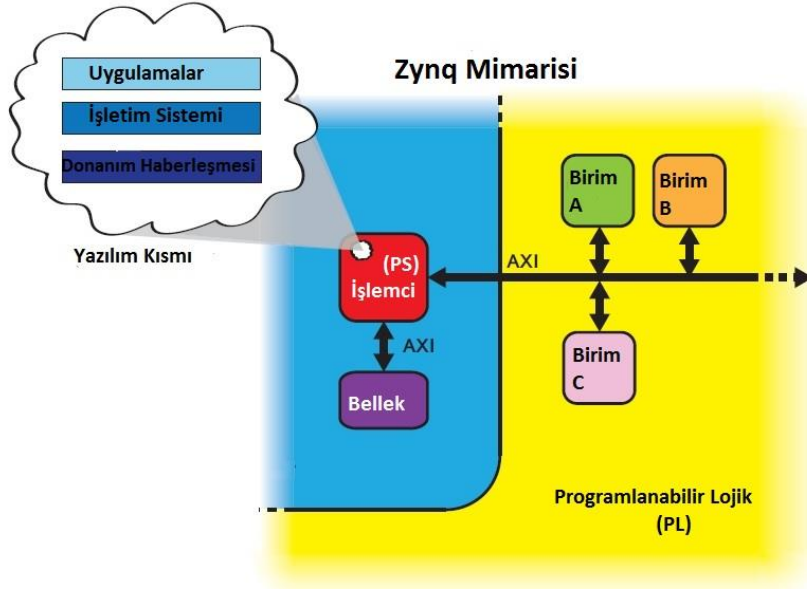 Zynq Mimarisi
Uygulamalar
İşletim Sistemi
Donanım Haberleşmesi
Yazılım Kısmı
(PS)
İşlemci
AXI
Bellek
AXI
Birim
A
Birim
B
Birim
C
Programlanabilir Lojik
(PL)